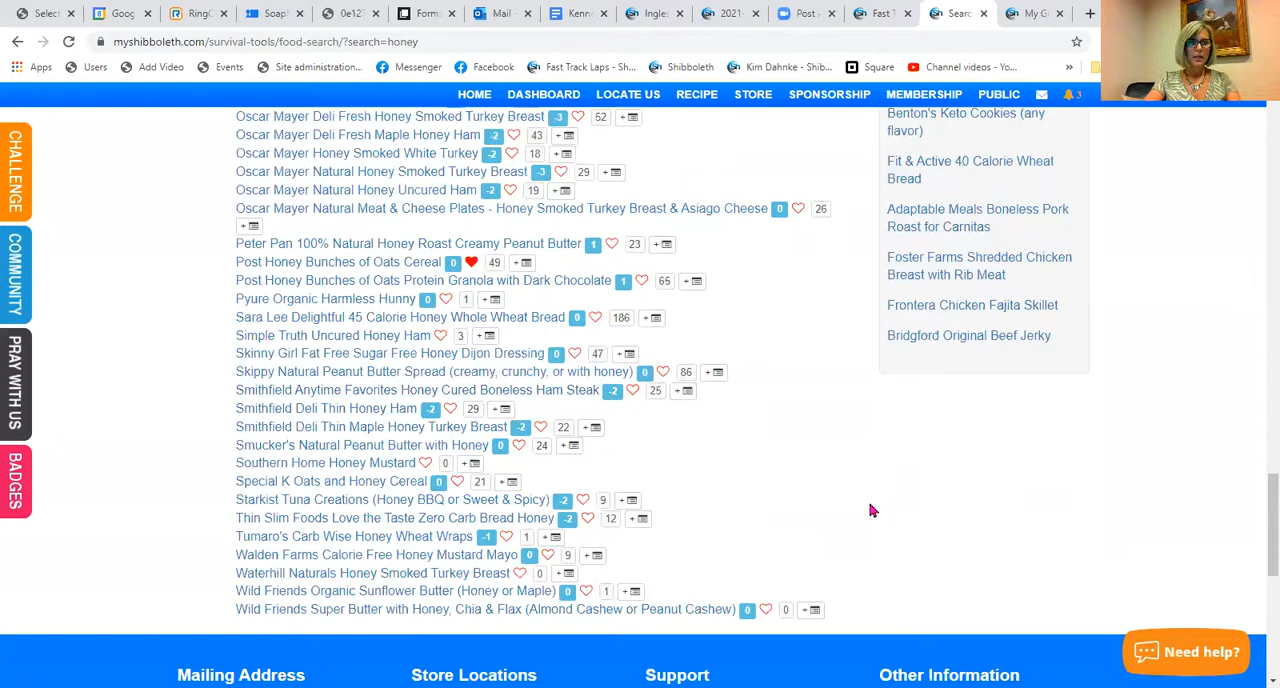 Select
Goog
RingC
Soap
0e127
Form:
Mail -
Kenne
Ingles
2021-
Post A
Fast T
Searc
My G
myshibboleth.com/survival-tools/food-search/?search=honey
Apps Users Add Video Events Site administration... Messenger Facebook Fast Track Laps - Sh... Shibboleth Kim Dahnke - Shib... Square Channel videos - Yo... »
HOME DASHBOARD LOCATE US RECIPE STORE SPONSORSHIP MEMBERSHIP PUBLIC 3
CHALLENGE
COMMUNITY
PRAY WITH US
BADGES
Oscar Mayer Deli Fresh Honey Smoked Turkey Breast -3 52 +
Oscar Mayer Deli Fresh Maple Honey Ham -2 43 +
Oscar Mayer Honey Smoked White Turkey -2 18 +
Oscar Mayer Natural Honey Smoked Turkey Breast -3 29 +
Oscar Mayer Natural Honey Uncured Ham -2 19 +
Oscar Mayer Natural Meat & Cheese Plates - Honey Smoked Turkey Breast & Asiago Cheese 0 26
+
Peter Pan 100% Natural Honey Roast Creamy Peanut Butter 1 23 +
Post Honey Bunches of Oats Cereal 0 49 +
Post Honey Bunches of Oats Protein Granola with Dark Chocolate 1 65 +
Pyure Organic Harmless Hunny 0 1 +
Sara Lee Delightful 45 Calorie Honey Whole Wheat Bread 0 186 +
Simple Truth Uncured Honey Ham 3 +
Skinny Girl Fat Free Sugar Free Honey Dijon Dressing 0 47 +
Skippy Natural Peanut Butter Spread (creamy, crunchy, or with honey) 0 86 +
Smithfield Anytime Favorites Honey Cured Boneless Ham Steak -2 25 +
Smithfield Deli Thin Honey Ham -2 29 +
Smithfield Deli Thin Maple Honey Turkey Breast -2 22 +
Smucker's Natural Peanut Butter with Honey 0 24 +
Southern Home Honey Mustard 0 +
Special K Oats and Honey Cereal 0 21 +
Starkist Tuna Creations (Honey BBQ or Sweet & Spicy) -2 9 +
Thin Slim Foods Love the Taste Zero Carb Bread Honey -2 12 +
Tumaro's Carb Wise Honey Wheat Wraps -1 1 +
Walden Farms Calorie Free Honey Mustard Mayo 0 9 +
Waterhill Naturals Honey Smoked Turkey Breast 0 +
Wild Friends Organic Sunflower Butter (Honey or Maple) 0 1 +
Wild Friends Super Butter with Honey, Chia & Flax (Almond Cashew or Peanut Cashew) 0 0 +
Benton's Keto Cookies (any
flavor)
Fit & Active 40 Calorie Wheat
Bread
Adaptable Meals Boneless Pork
Roast for Carnitas
Foster Farms Shredded Chicken
Breast with Rib Meat
Frontera Chicken Fajita Skillet
Bridgford Original Beef Jerky
Need help?
Mailing Address Store Locations Support Other Information